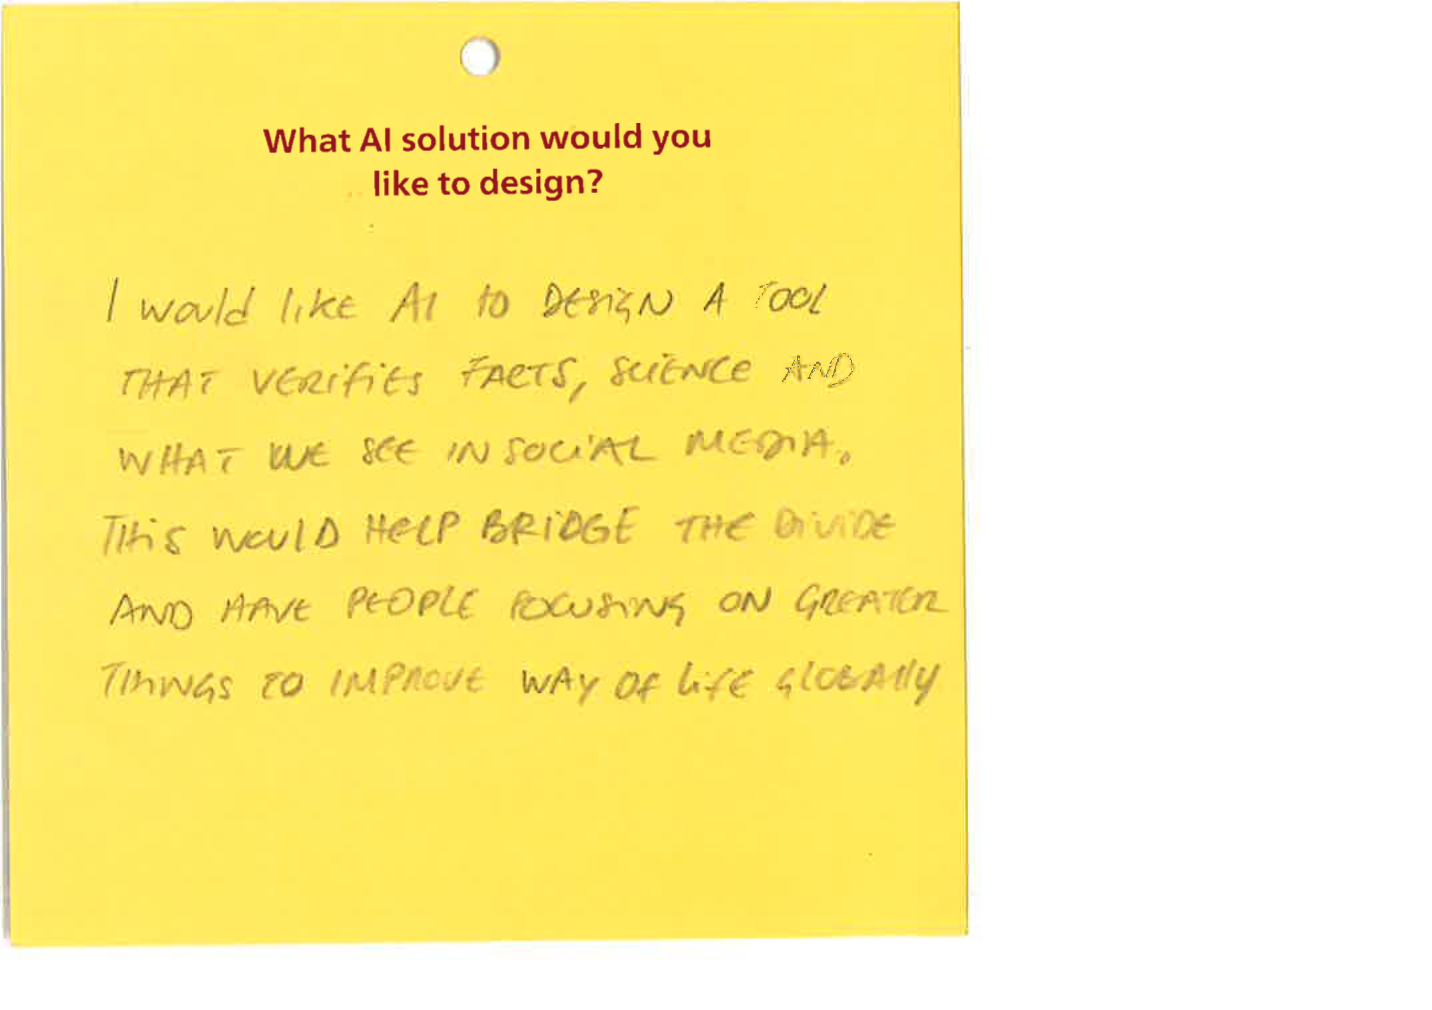 What AI solution would you
like to design?
I would like AI to DESIGN A TOOL
THAT VERIFIES FACTS, SCIENCE AND
WHAT WE SEE IN SOCIAL MEDIA.
THIS WOULD HELP BRIDGE THE DIVIDE
AND HAVE PEOPLE FOCUSING ON GREATER
THINGS TO IMPROVE WAY OF LIFE GLOBALLY